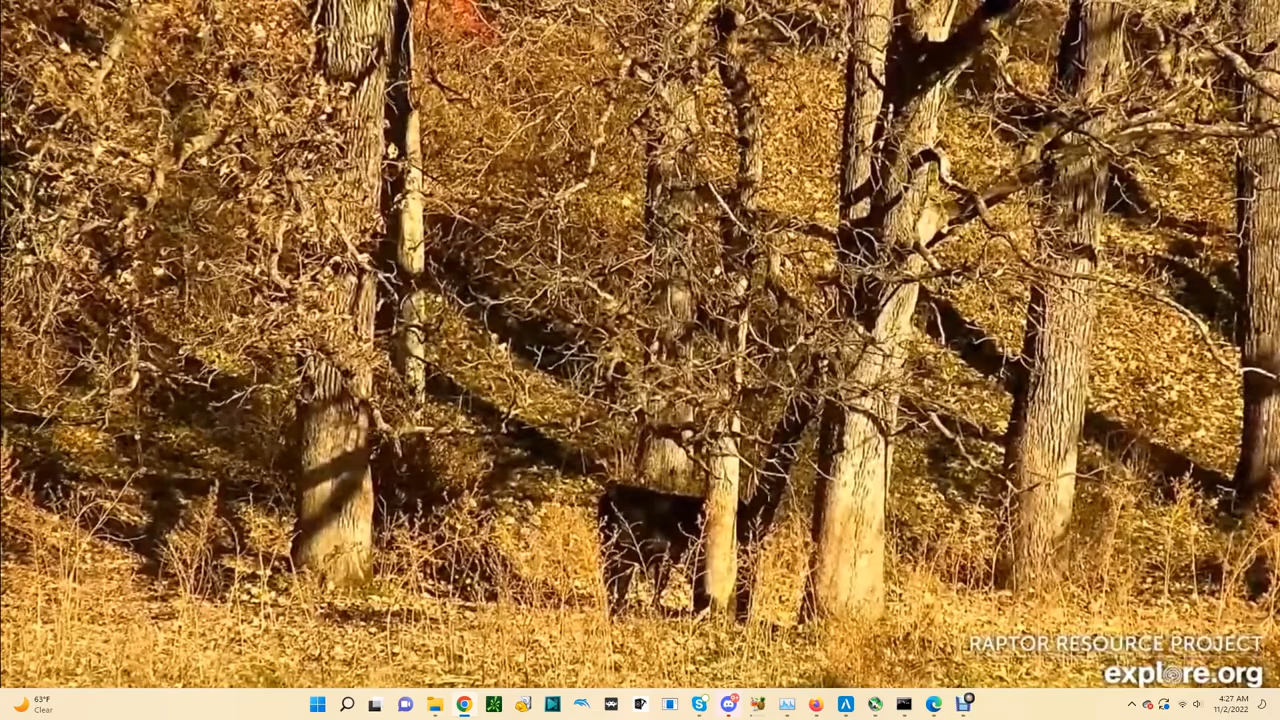 RAPTOR RESOURCE PROJECT
explore.org
63°F
Clear
4:27 AM
11/2/2022